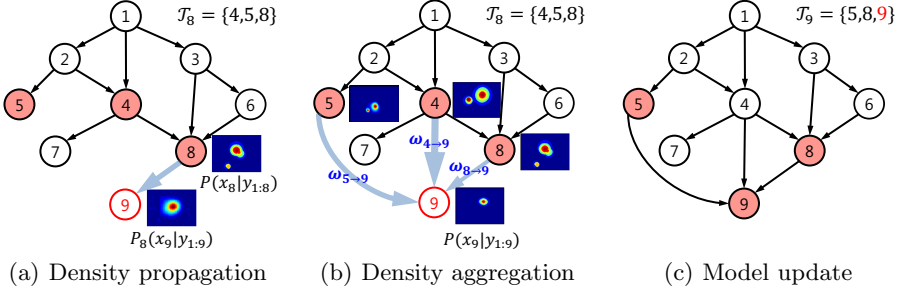 𝒯₈ = {4,5,8}
1
2
3
5
4
6
7
8
P(x₈|y₁:₈)
9
P₈(x₉|y₁:₉)
(a) Density propagation
𝒯₈ = {4,5,8}
1
2
3
5
4
6
7
ω₄→₉
8
ω₅→₉
ω₈→₉
9
P(x₉|y₁:₉)
(b) Density aggregation
𝒯₉ = {5,8,9}
1
2
3
5
4
6
7
8
9
(c) Model update